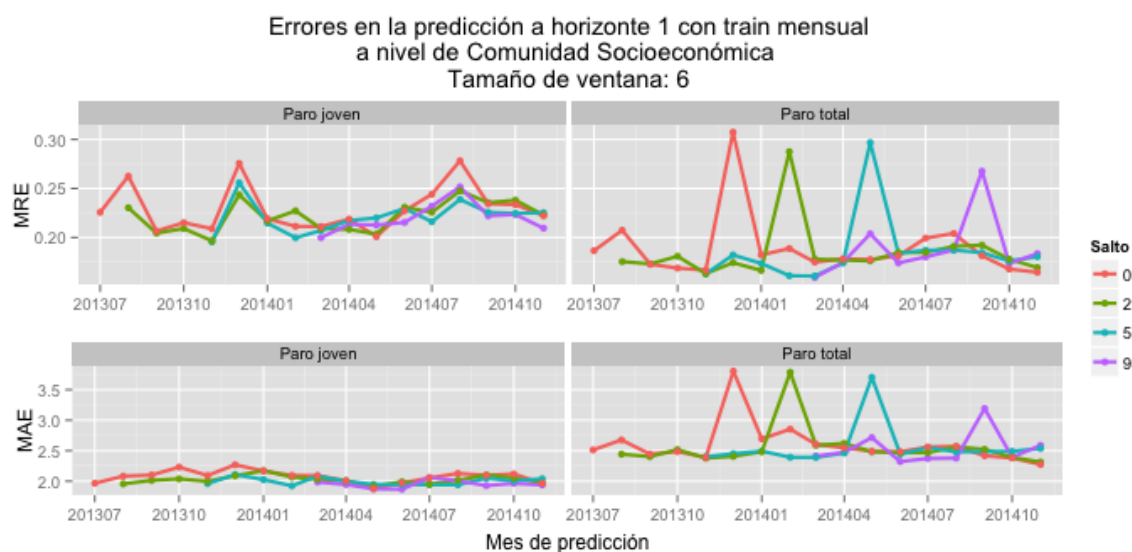 Errores en la predicción a horizonte 1 con train mensual
a nivel de Comunidad Socioeconómica
Tamaño de ventana: 6
Paro joven
Paro total
MRE
0.30
0.25
0.20
201307 201310 201401 201404 201407 201410
201307 201310 201401 201404 201407 201410
Paro joven
Paro total
MAE
3.5
3.0
2.5
2.0
201307 201310 201401 201404 201407 201410
201307 201310 201401 201404 201407 201410
Mes de predicción
Salto
0
2
5
9